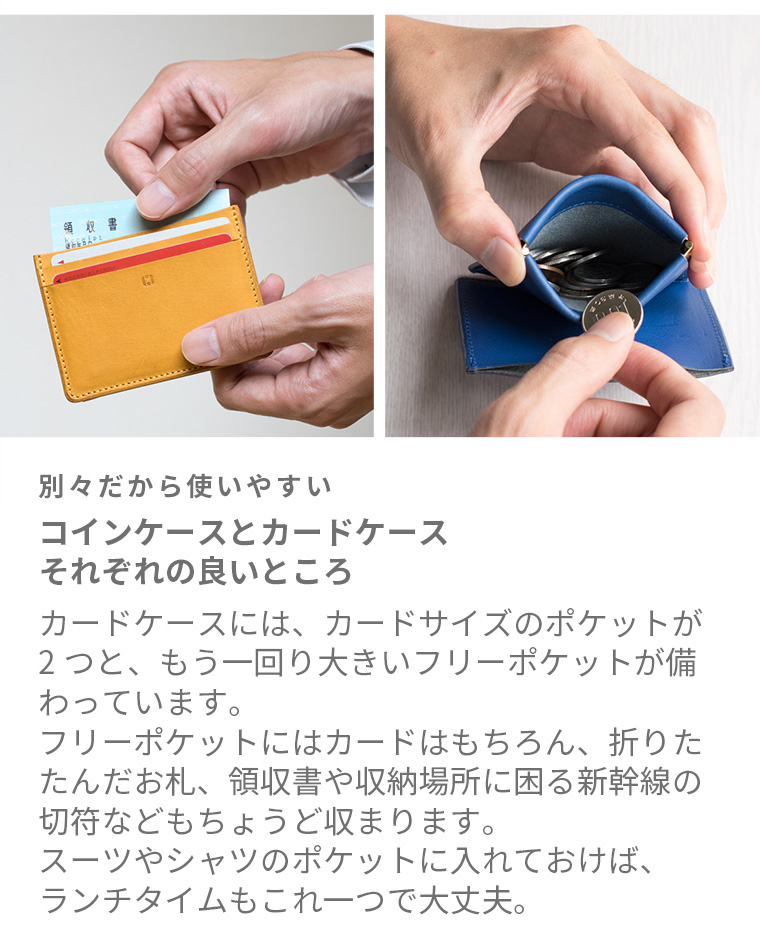 領収書
Receipt
別々だから使いやすい
コインケースとカードケース
それぞれの良いところ
カードケースには、カードサイズのポケットが
2 つと、もう一回り大きいフリーポケットが備
わっています。
フリーポケットにはカードはもちろん、折りた
たんだお札、領収書や収納場所に困る新幹線の
切符などもちょうど収まります。
スーツやシャツのポケットに入れておけば、
ランチタイムもこれ一つで大丈夫。